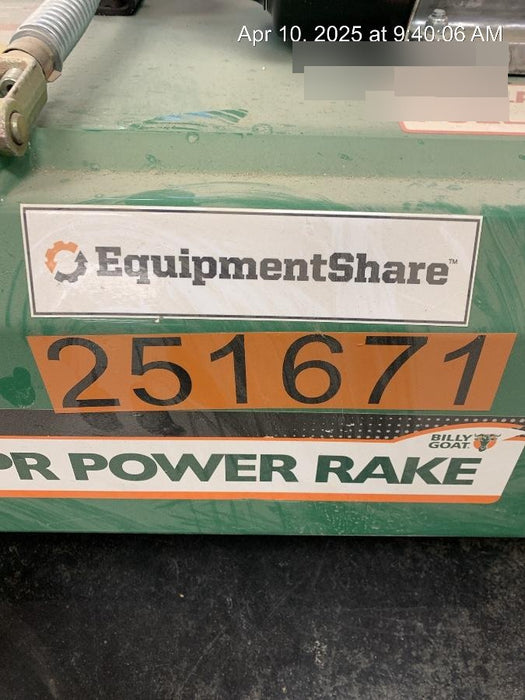 Apr 10. 2025 at 9:40:06 AM
EquipmentShare™
251671
BILLY
GOAT
PR POWER RAKE